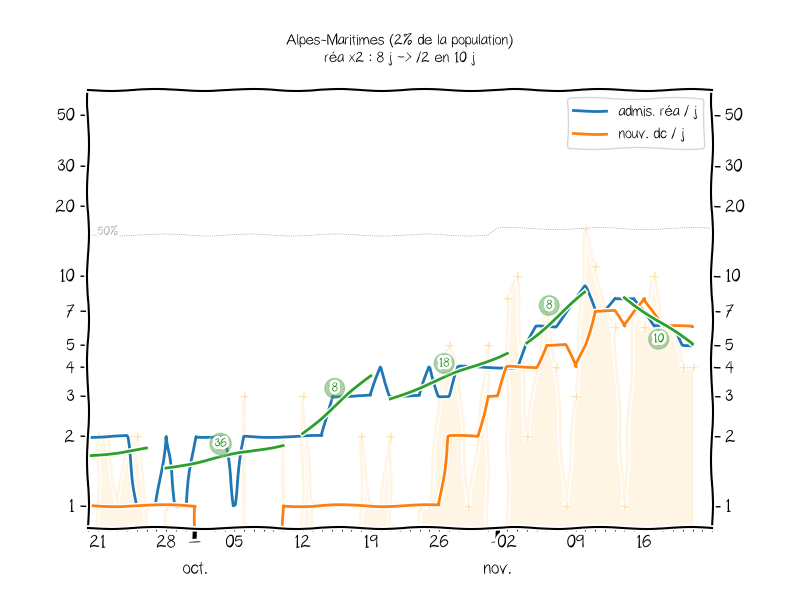 Alpes-Maritimes (2% de la population)
réa x2 : 8 j -> /2 en 10 j
admis. réa / j
nouv. dc / j
50 50
30 30
20 20
50%
10 10
7 7
5 5
4 4
3 3
2 2
1 1
36
8
18
8
10
21 28 05 12 19 26 02 09 16
oct. nov.